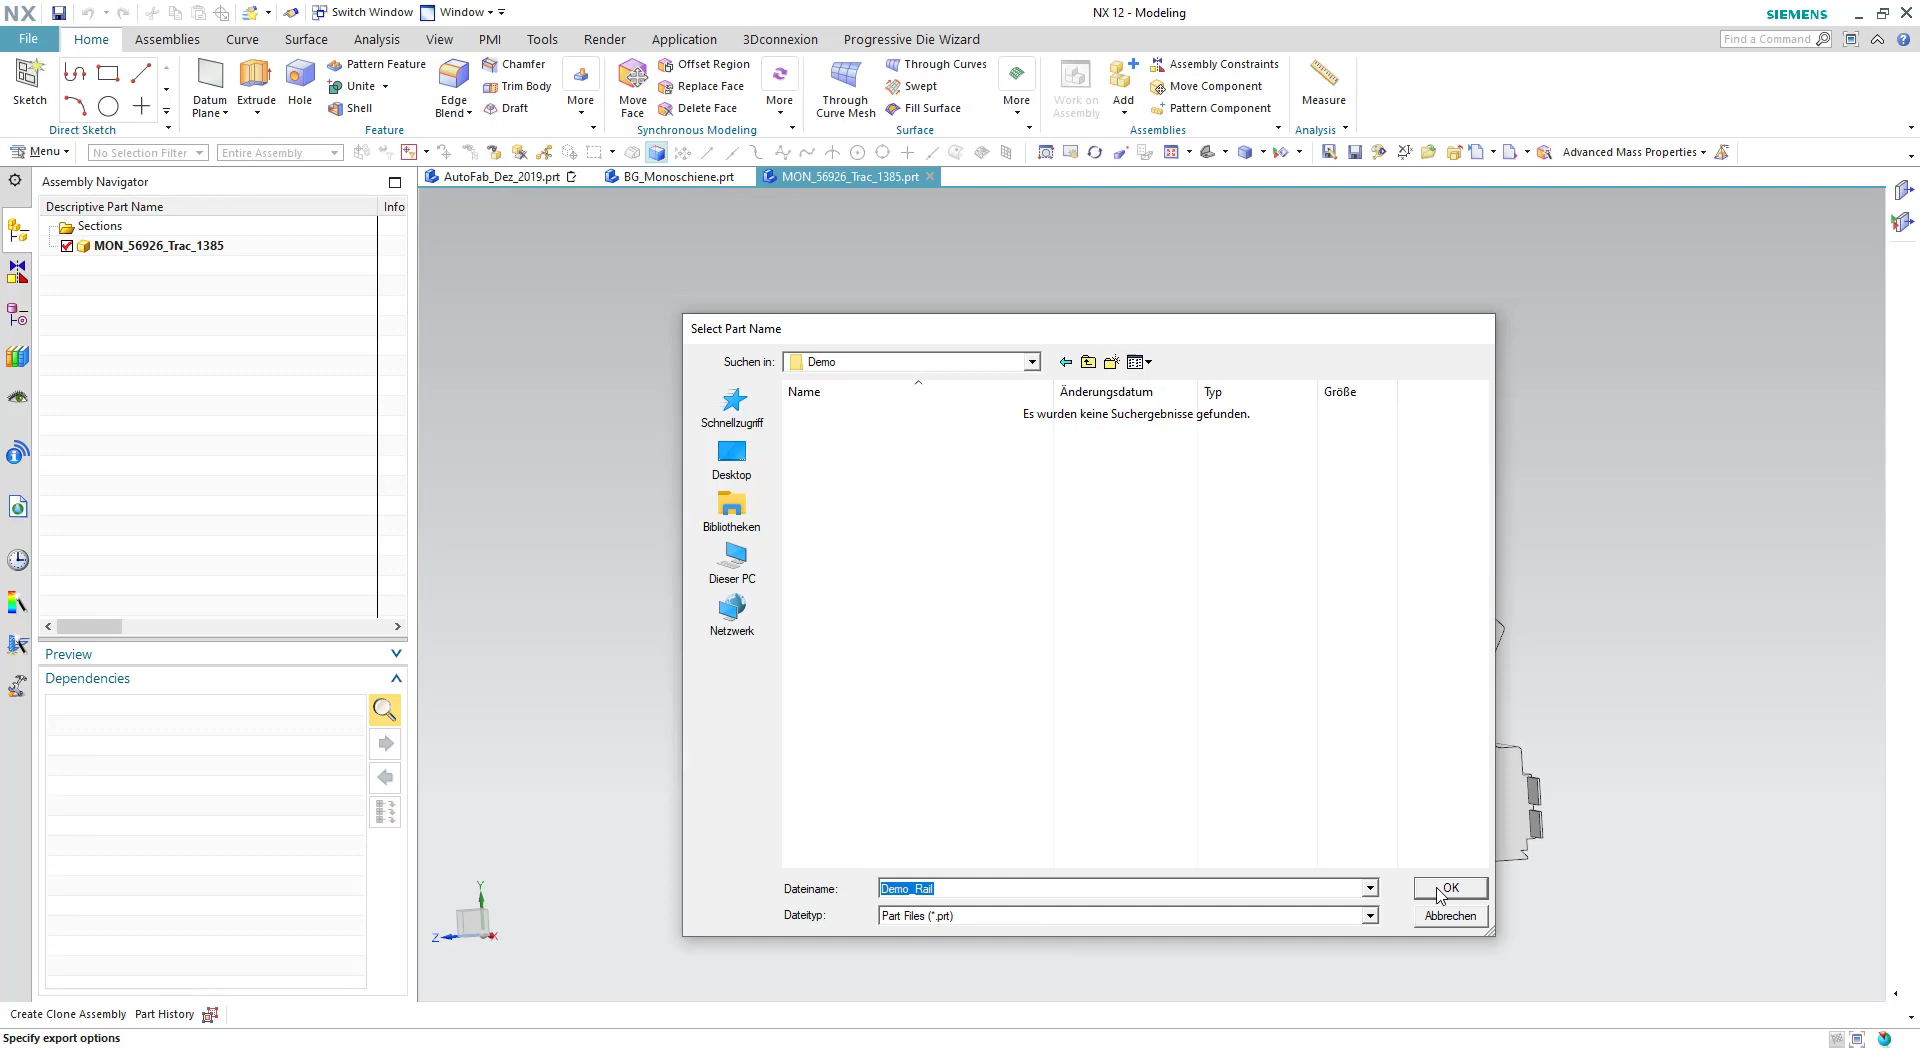 NX Switch Window Window NX 12 - Modeling SIEMENS
File Home Assemblies Curve Surface Analysis View PMI Tools Render Application 3Dconnexion Progressive Die Wizard Find a Command
Sketch Datum Plane Extrude Hole Pattern Feature Unite Shell Edge Blend Chamfer Trim Body Draft More Move Face Offset Region Replace Face Delete Face More Through Curve Mesh Through Curves Swept Fill Surface More Work on Assembly Add Assembly Constraints Move Component Pattern Component Measure
Direct Sketch Feature Synchronous Modeling Surface Assemblies Analysis
Menu No Selection Filter Entire Assembly Advanced Mass Properties
Assembly Navigator AutoFab_Dez_2019.prt BG_Monoschiene.prt MON_56926_Trac_1385.prt
Descriptive Part Name Info
Sections
MON_56926_Trac_1385
Select Part Name
Suchen in: Demo
Name Änderungsdatum Typ Größe
Es wurden keine Suchergebnisse gefunden.
Schnellzugriff
Desktop
Bibliotheken
Dieser PC
Netzwerk
Preview
Dependencies
Dateiname: Demo_Rail OK
Dateityp: Part Files (*.prt) Abbrechen
Y
Z X
Create Clone Assembly Part History
Specify export options